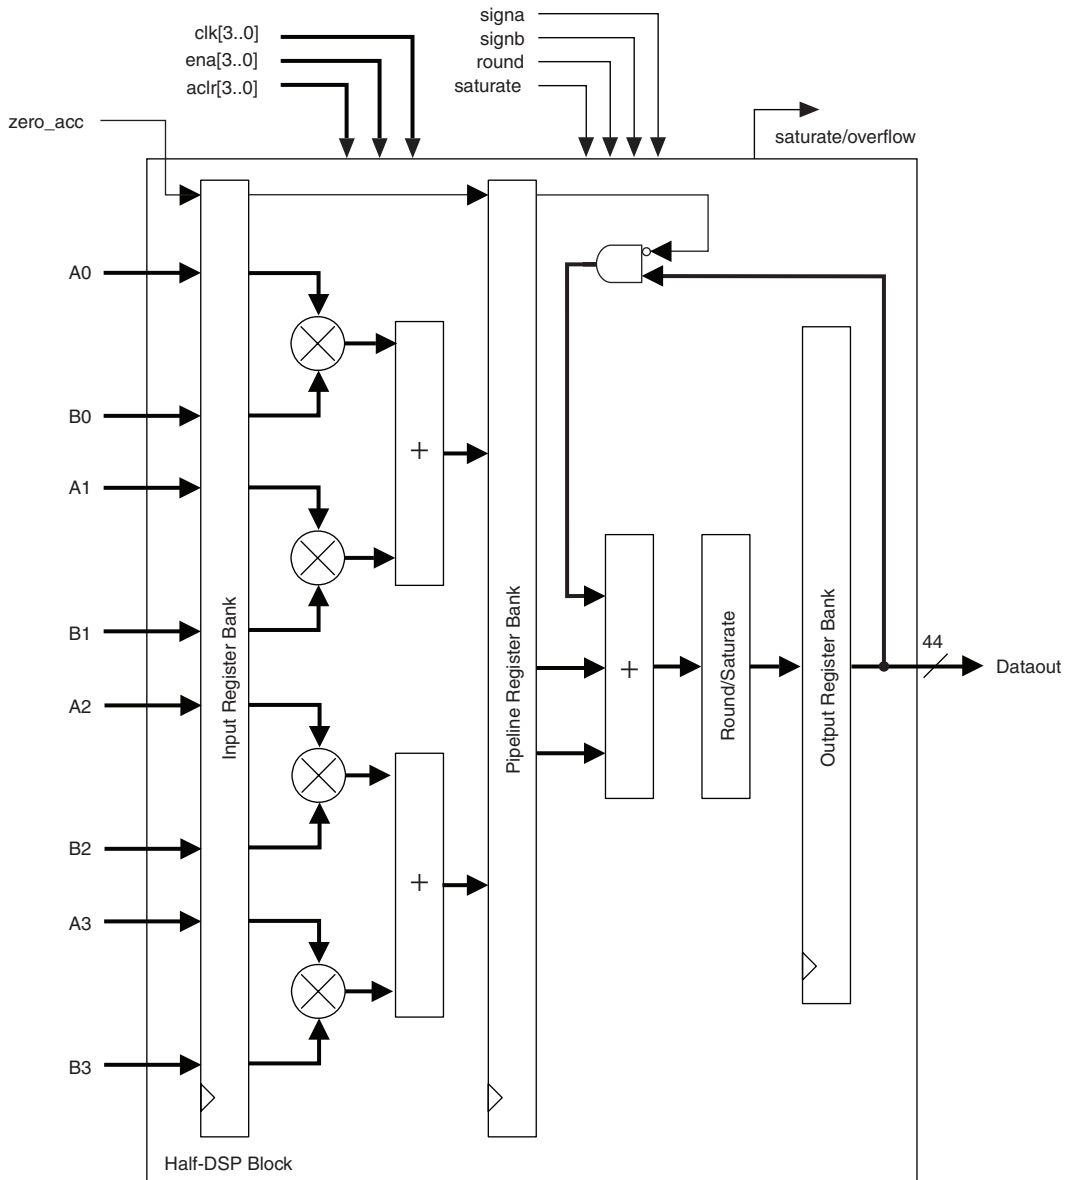 clk[3..0]
ena[3..0]
aclr[3..0]
signa
signb
round
saturate
zero_acc
saturate/overflow
A0
B0
A1
B1
A2
B2
A3
B3
Input Register Bank
+
+
Pipeline Register Bank
+
Round/Saturate
Output Register Bank
44
Dataout
Half-DSP Block